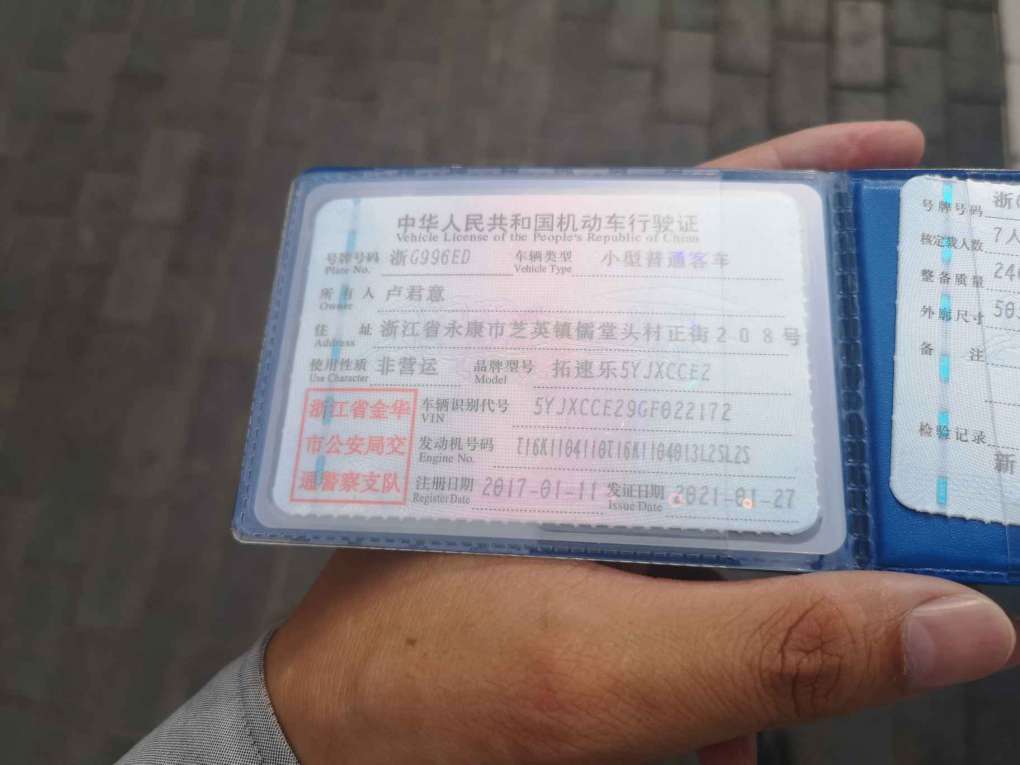 中华人民共和国机动车行驶证
Vehicle License of the People's Republic of China
号牌号码 浙G996ED 车辆类型 小型普通客车
Plate No. Vehicle Type
所有人 卢君意
Owner
住址 浙江省永康市芝英镇儒堂头村正街208号
Address
使用性质 非营运 品牌型号 拓速乐5YJXCCE2
Use Character Model
浙江省金华
市公安局交
通警察支队
车辆识别代号 5YJXCCE29GF022172
VIN
发动机号码 T16K1104110T16K1104013L2SL2S
Engine No.
注册日期 2017-01-11 发证日期 2021-01-27
Register Date Issue Date
号牌号码 浙
核定载人数 7人
整备质量 24
外廓尺寸 50
备注
检验记录
新